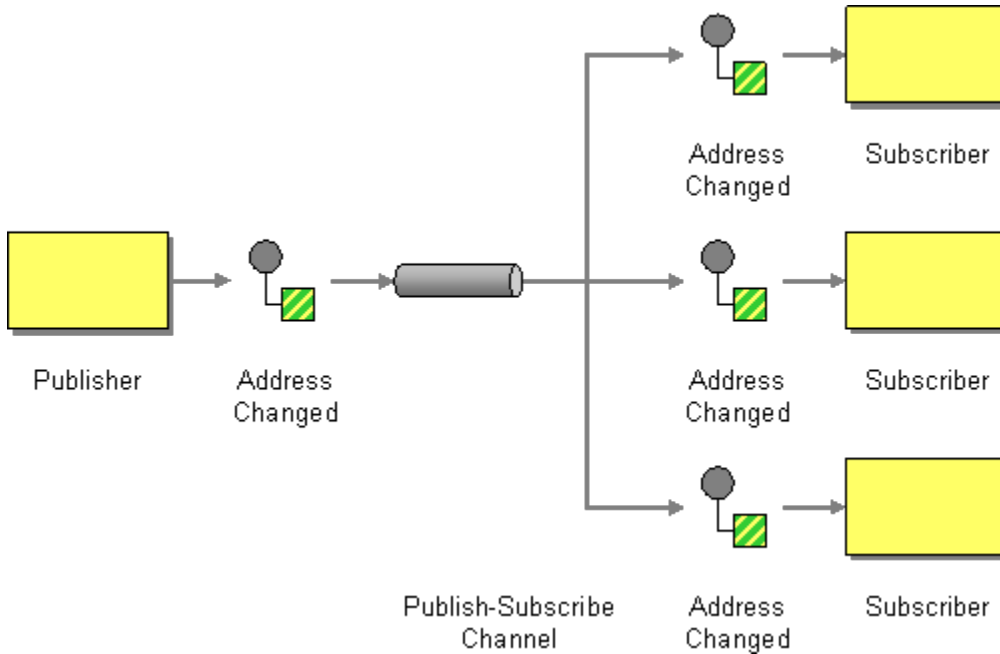 Address
Changed
Subscriber
Publisher
Address
Changed
Address
Changed
Subscriber
Publish-Subscribe
Channel
Address
Changed
Subscriber